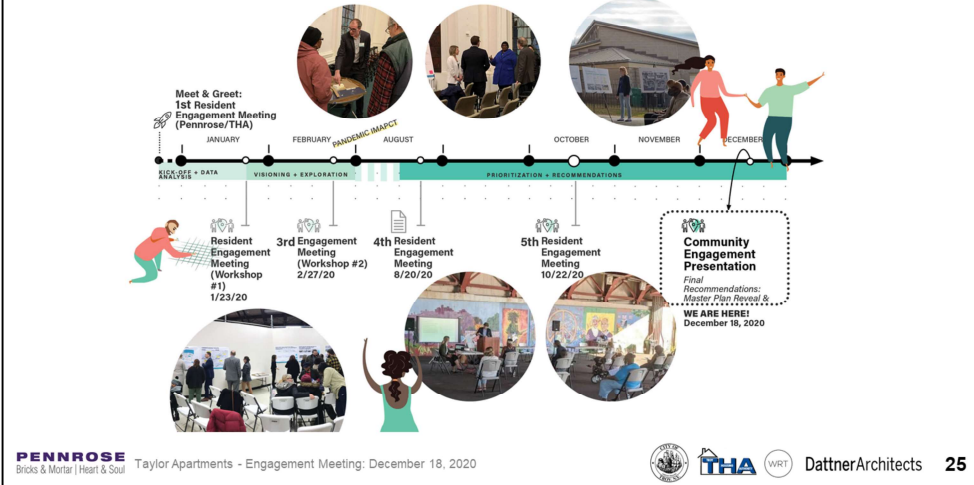 Meet & Greet:
1st Resident
Engagement Meeting
(Pennrose/THA)
PANDEMIC IMAPCT
JANUARY
FEBRUARY
AUGUST
OCTOBER
NOVEMBER
DECEMBER
KICK-OFF + DATA
ANALYSIS
VISIONING + EXPLORATION
PRIORITIZATION + RECOMMENDATIONS
Resident
Engagement
Meeting
(Workshop
#1)
1/23/20
3rd Engagement
Meeting
(Workshop #2)
2/27/20
4th Resident
Engagement
Meeting
8/20/20
5th Resident
Engagement
Meeting
10/22/20
Community
Engagement
Presentation
Final
Recommendations:
Master Plan Reveal &
WE ARE HERE!
December 18, 2020
PENNROSE
Bricks & Mortar | Heart & Soul
Taylor Apartments - Engagement Meeting: December 18, 2020
CITY OF
THA
WRT
DattnerArchitects
25